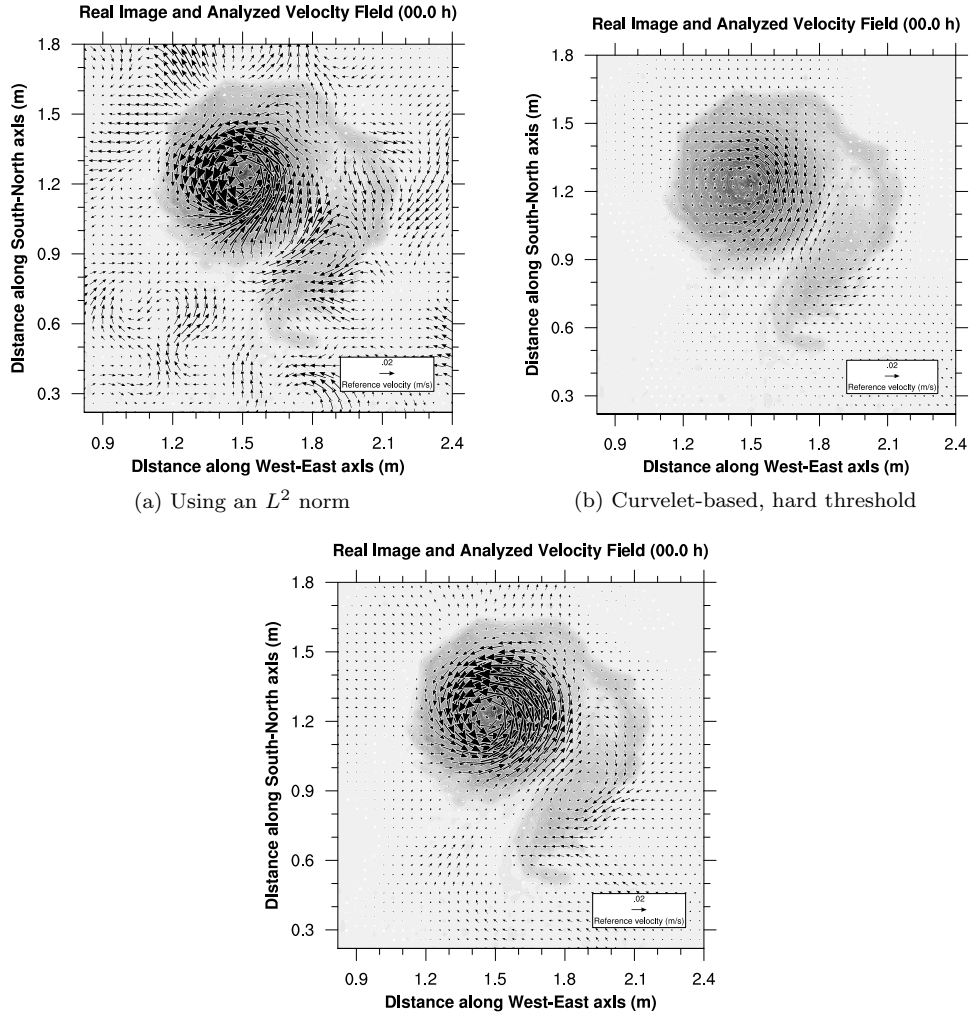 Real Image and Analyzed Velocity Field (00.0 h)
Distance along South-North axis (m)
1.8
1.5
1.2
0.9
0.6
0.3
.02
Reference velocity (m/s)
0.9 1.2 1.5 1.8 2.1 2.4
Distance along West-East axis (m)
(a) Using an L² norm
Real Image and Analyzed Velocity Field (00.0 h)
Distance along South-North axis (m)
1.8
1.5
1.2
0.9
0.6
0.3
.02
Reference velocity (m/s)
0.9 1.2 1.5 1.8 2.1 2.4
Distance along West-East axis (m)
(b) Curvelet-based, hard threshold
Real Image and Analyzed Velocity Field (00.0 h)
Distance along South-North axis (m)
1.8
1.5
1.2
0.9
0.6
0.3
.02
Reference velocity (m/s)
0.9 1.2 1.5 1.8 2.1 2.4
Distance along West-East axis (m)